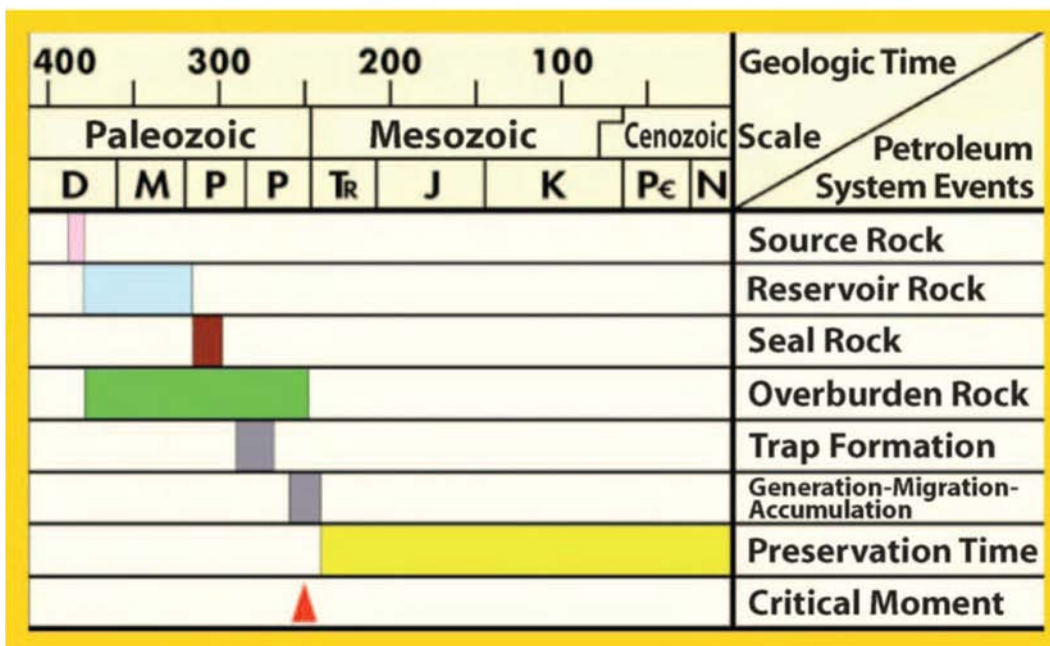 400 300 200 100
Geologic Time
Scale
Petroleum
System Events
Paleozoic Mesozoic Cenozoic
D M P P TR J K P€ N
Source Rock
Reservoir Rock
Seal Rock
Overburden Rock
Trap Formation
Generation-Migration-
Accumulation
Preservation Time
Critical Moment